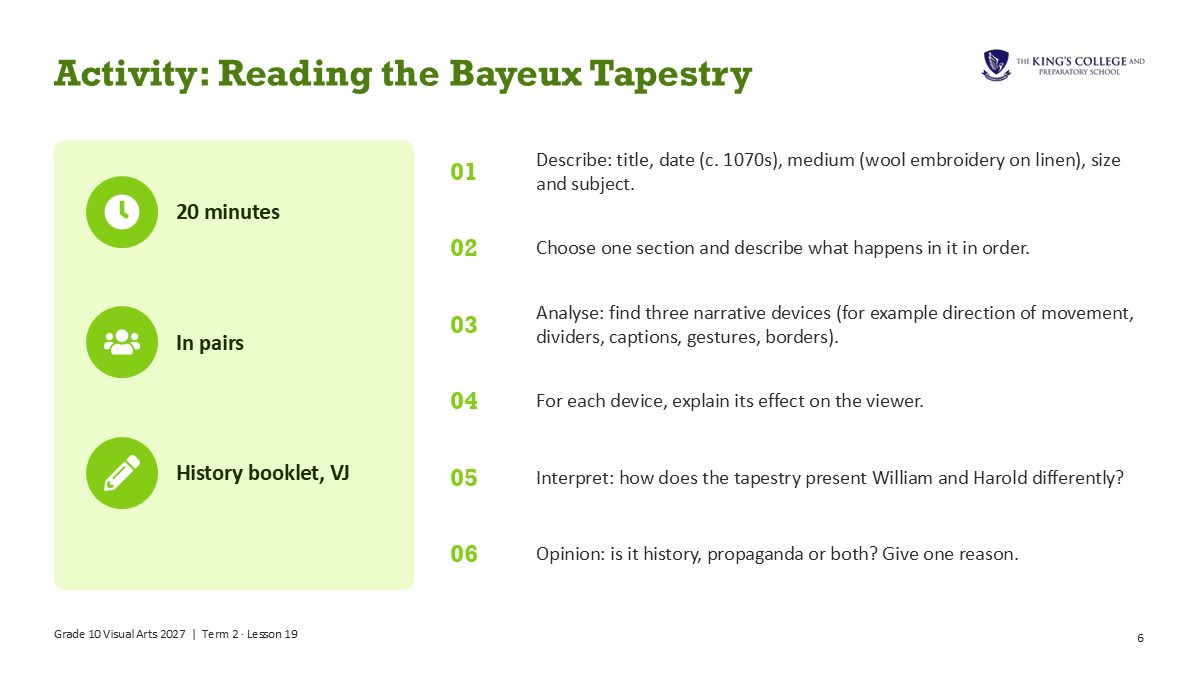 Activity: Reading the Bayeux Tapestry
THE KING'S COLLEGE AND
PREPARATORY SCHOOL
20 minutes
In pairs
History booklet, VJ
01
Describe: title, date (c. 1070s), medium (wool embroidery on linen), size
and subject.
02
Choose one section and describe what happens in it in order.
03
Analyse: find three narrative devices (for example direction of movement,
dividers, captions, gestures, borders).
04
For each device, explain its effect on the viewer.
05
Interpret: how does the tapestry present William and Harold differently?
06
Opinion: is it history, propaganda or both? Give one reason.
Grade 10 Visual Arts 2027 | Term 2 · Lesson 19
6